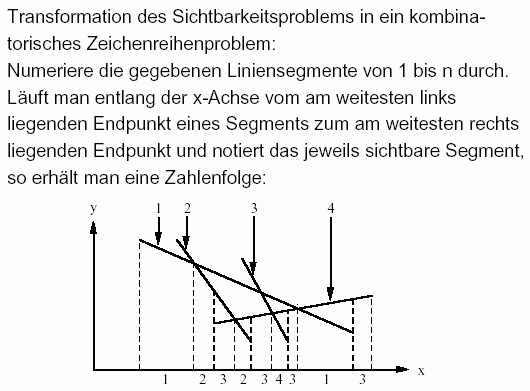 Transformation des Sichtbarkeitsproblems in ein kombina-
torisches Zeichenreihenproblem:
Numeriere die gegebenen Liniensegmente von 1 bis n durch.
Läuft man entlang der x-Achse vom am weitesten links
liegenden Endpunkt eines Segments zum am weitesten rechts
liegenden Endpunkt und notiert das jeweils sichtbare Segment,
so erhält man eine Zahlenfolge:
y 1 2 3 4
x
1 2 3 2 3 4 3 1 3